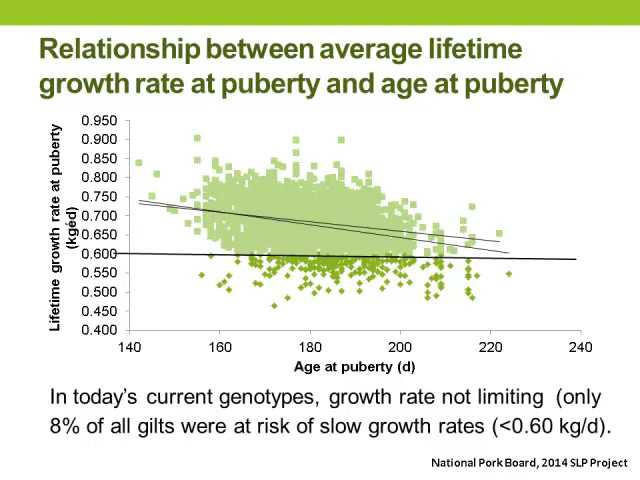 Relationship between average lifetime
growth rate at puberty and age at puberty
Lifetime growth rate at puberty
(kgéd)
0.950
0.900
0.850
0.800
0.750
0.700
0.650
0.600
0.550
0.500
0.450
0.400
140 160 180 200 220 240
Age at puberty (d)
In today’s current genotypes, growth rate not limiting (only
8% of all gilts were at risk of slow growth rates (<0.60 kg/d).
National Pork Board, 2014 SLP Project